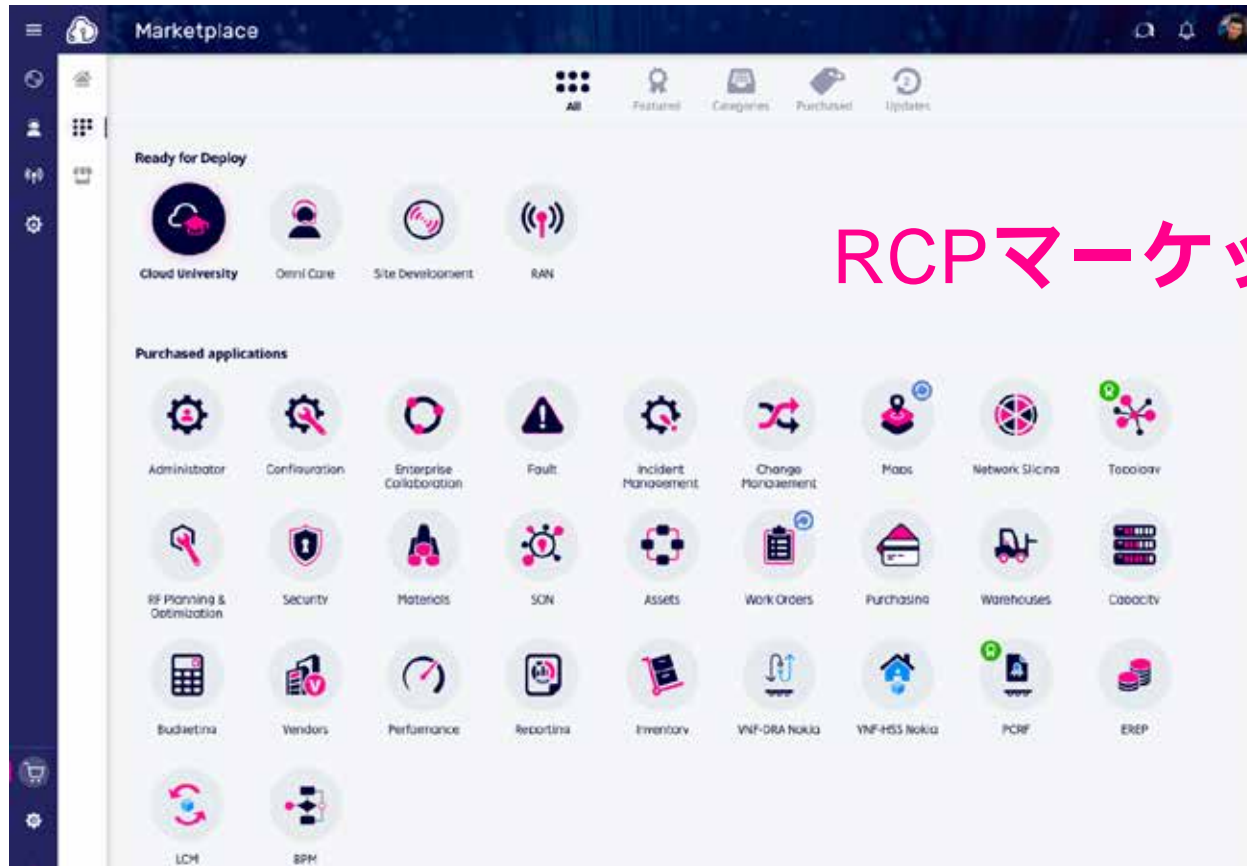 Marketplace
All Featured Categories Purchased Updates
Ready for Deploy
Cloud University Omni Care Site Development RAN
RCPマーケッ
Purchased applications
Administrator Configuration Enterprise Collaboration Fault Incident Management Change Management Maps Network Slicing Topology
RF Planning & Optimization Security Materials SON Assets Work Orders Purchasing Warehouses Capacity
Budgeting Vendors Performance Reporting Inventory VNF-DRA Nokia VNF-HSS Nokia PCRF EREP
LCM BPM